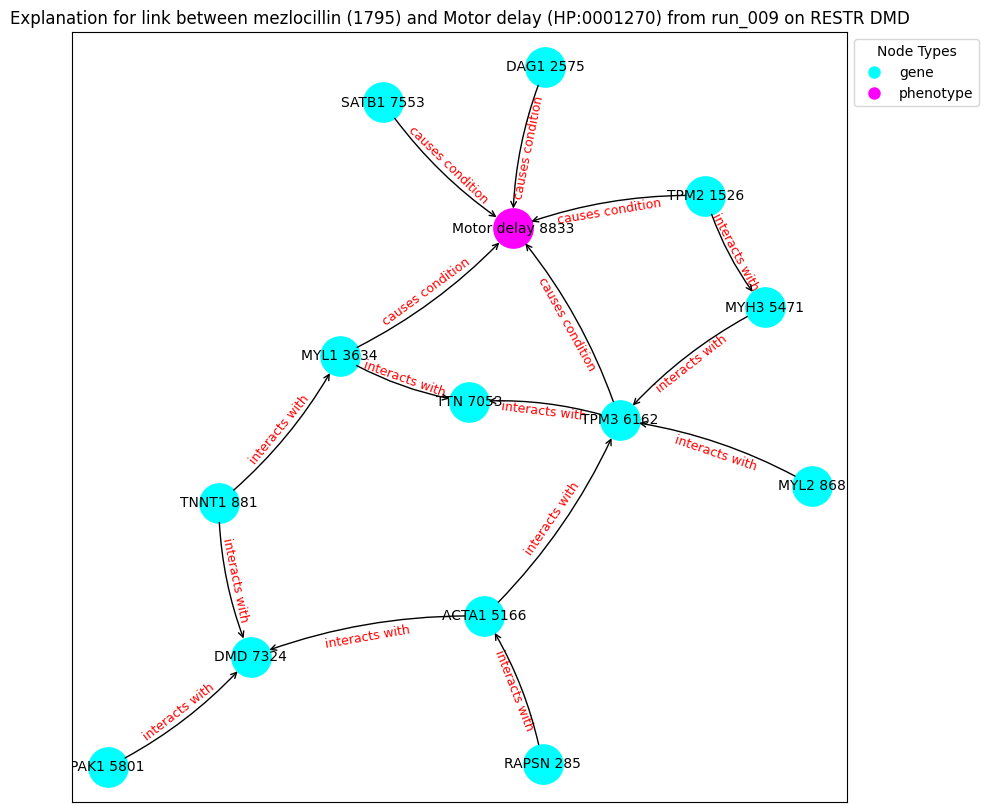 Explanation for link between mezlocillin (1795) and Motor delay (HP:0001270) from run_009 on RESTR DMD
Node Types
gene
phenotype
DAG1 2575
SATB1 7553
causes condition
causes condition
TPM2 1526
causes condition
Motor delay 8833
interacts with
causes condition
causes condition
MYH3 5471
interacts with
MYL1 3634
interacts with
TTN 7053
interacts with
TPM3 6162
interacts with
interacts with
MYL2 868
TNNT1 881
interacts with
interacts with
ACTA1 5166
interacts with
DMD 7324
interacts with
interacts with
PAK1 5801
RAPSN 285